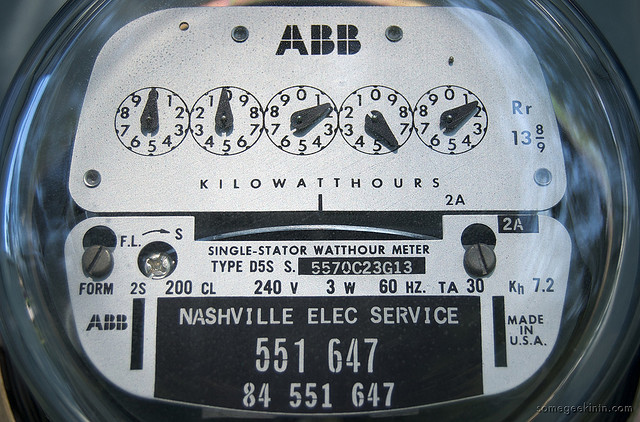 ABB
Rr
13 8/9
KILOWATTHOURS
2A
2A
F.L. S
SINGLE-STATOR WATTHOUR METER
TYPE D5S S. 5570C23G13
FORM 2S 200 CL 240 V 3 W 60 HZ. TA 30 Kh 7.2
ABB
NASHVILLE ELEC SERVICE
551 647
84 551 647
MADE
IN
U.S.A.
somegeekintn.com